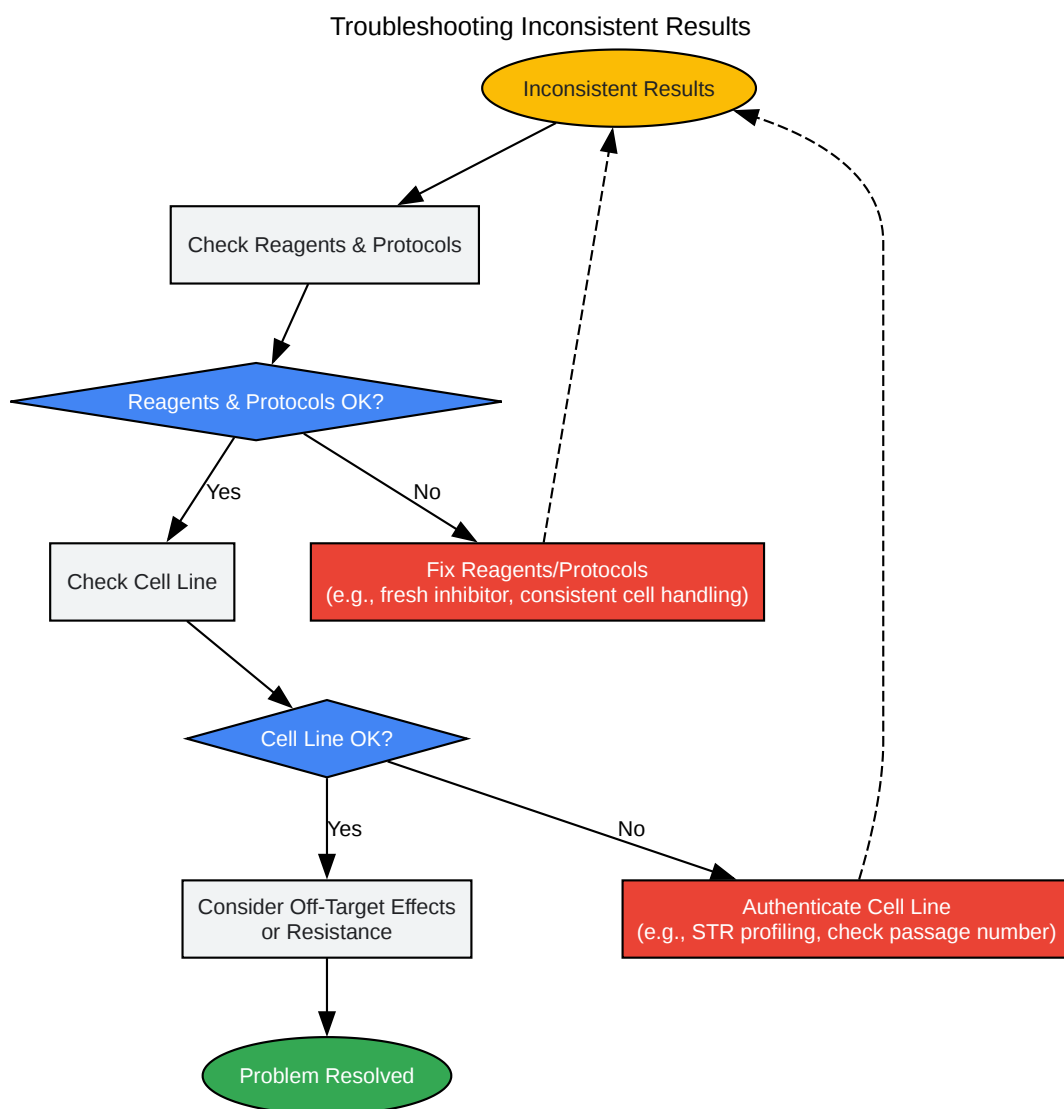 Troubleshooting Inconsistent Results
Inconsistent Results
Check Reagents & Protocols
Reagents & Protocols OK?
Yes
No
Check Cell Line
Fix Reagents/Protocols
(e.g., fresh inhibitor, consistent cell handling)
Cell Line OK?
Yes
No
Consider Off-Target Effects
or Resistance
Authenticate Cell Line
(e.g., STR profiling, check passage number)
Problem Resolved